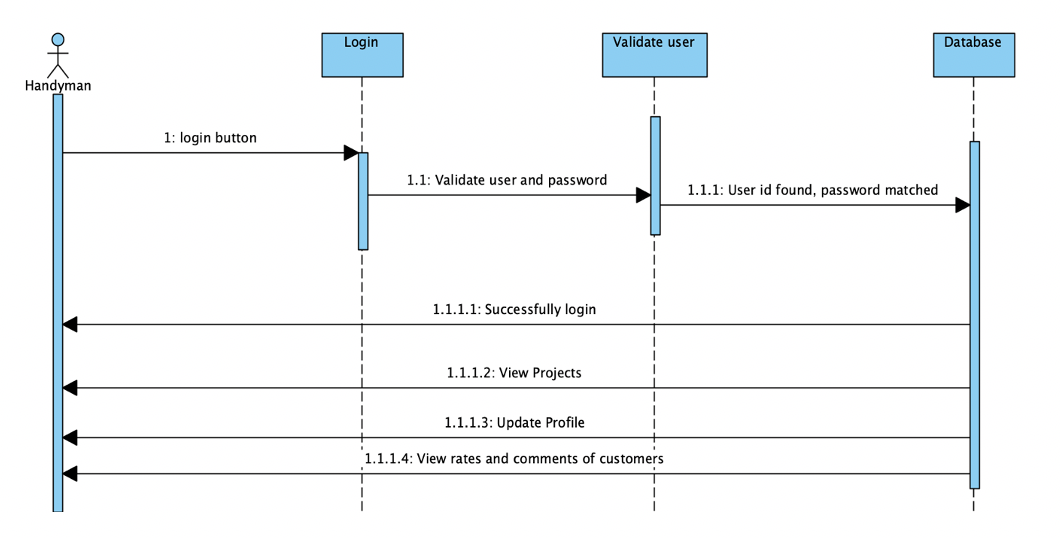 Login
Validate user
Database
Handyman
1: login button
1.1: Validate user and password
1.1.1: User id found, password matched
1.1.1.1: Successfully login
1.1.1.2: View Projects
1.1.1.3: Update Profile
1.1.1.4: View rates and comments of customers